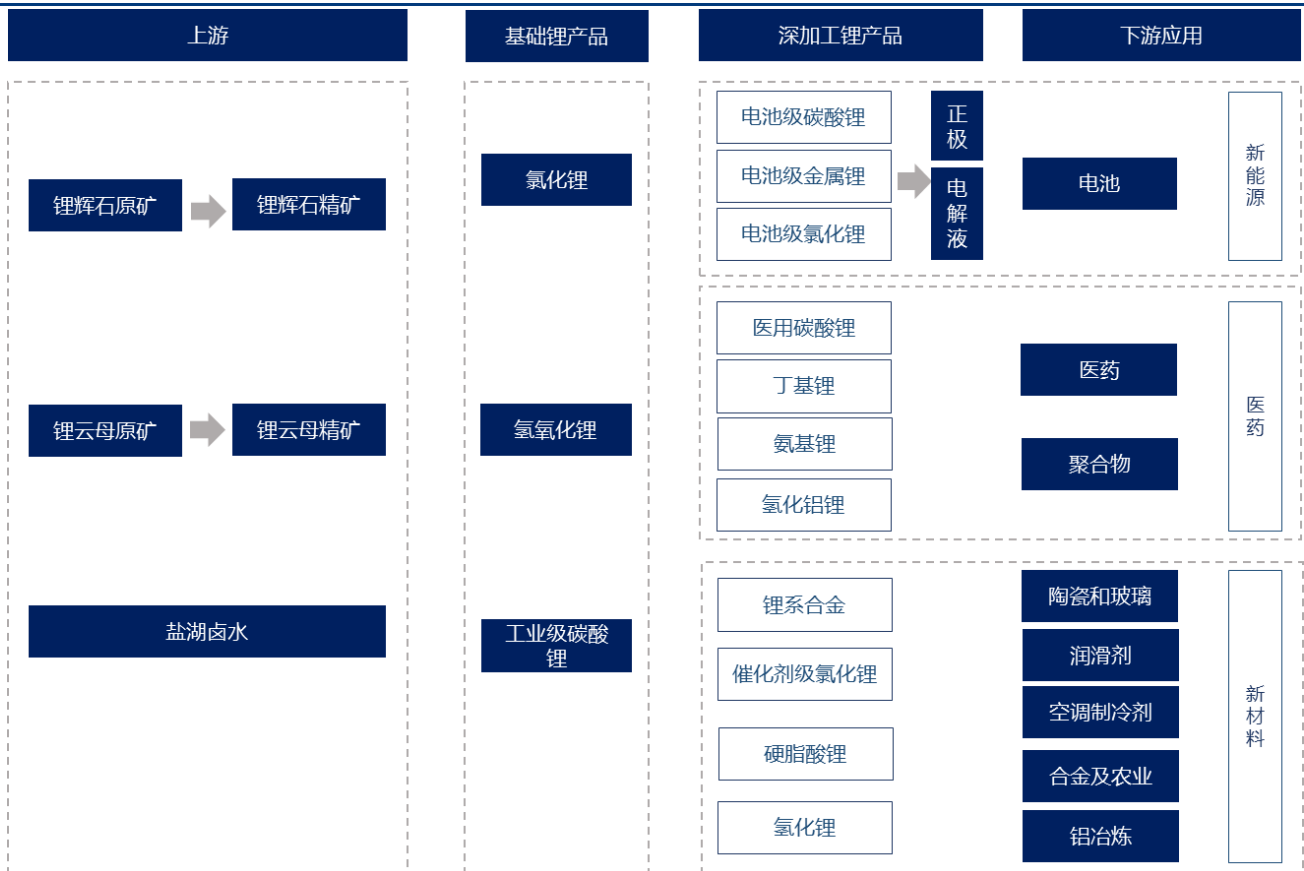 上游
基础锂产品
深加工锂产品
下游应用
锂辉石原矿
锂辉石精矿
锂云母原矿
锂云母精矿
盐湖卤水
氯化锂
氢氧化锂
工业级碳酸
锂
电池级碳酸锂
电池级金属锂
电池级氯化锂
正
极
电
解
液
电池
新
能
源
医用碳酸锂
丁基锂
氨基锂
氢化铝锂
医药
聚合物
医
药
锂系合金
催化剂级氯化锂
硬脂酸锂
氢化锂
陶瓷和玻璃
润滑剂
空调制冷剂
合金及农业
铝冶炼
新
材
料